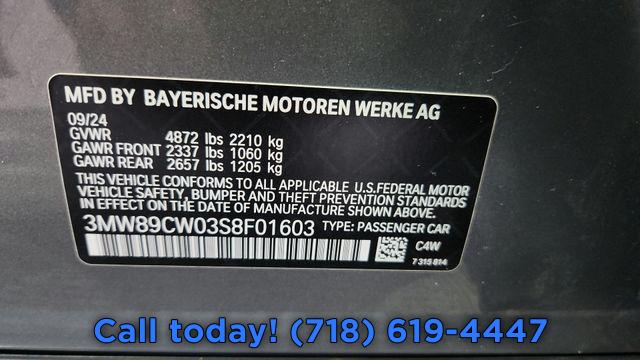 MFD BY BAYERISCHE MOTOREN WERKE AG
09/24
GVWR 4872 lbs 2210 kg
GAWR FRONT 2337 lbs 1060 kg
GAWR REAR 2657 lbs 1205 kg
THIS VEHICLE CONFORMS TO ALL APPLICABLE U.S.FEDERAL MOTOR
VEHICLE SAFETY, BUMPER AND THEFT PREVENTION STANDARDS
IN EFFECT ON THE DATE OF MANUFACTURE SHOWN ABOVE.
3MW89CW03S8F01603 TYPE: PASSENGER CAR
C4W
7 315 814
Call today! (718) 619-4447